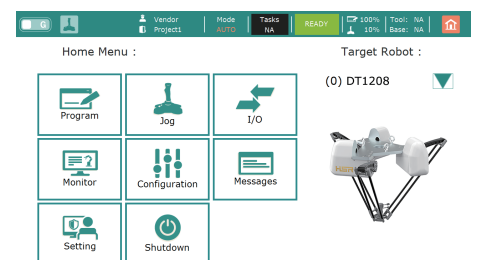 G
Vendor
Project1
Mode
AUTO
Tasks
NA
READY
100%
10%
Tool: NA
Base: NA
Home Menu :
Target Robot :
(0) DT1208
Program
Jog
I/O
Monitor
Configuration
Messages
Setting
Shutdown